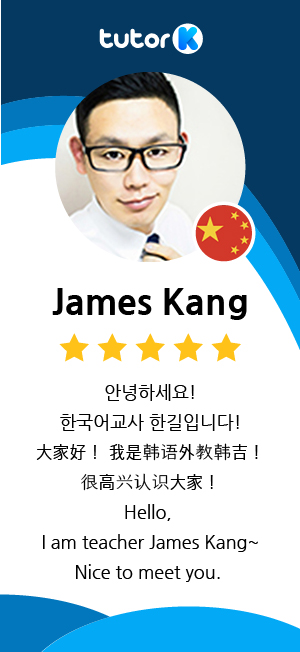 tutor K
James Kang
안녕하세요!
한국어교사 한길입니다!
大家好！ 我是韩语外教韩吉！
很高兴认识大家！
Hello,
I am teacher James Kang~
Nice to meet you.